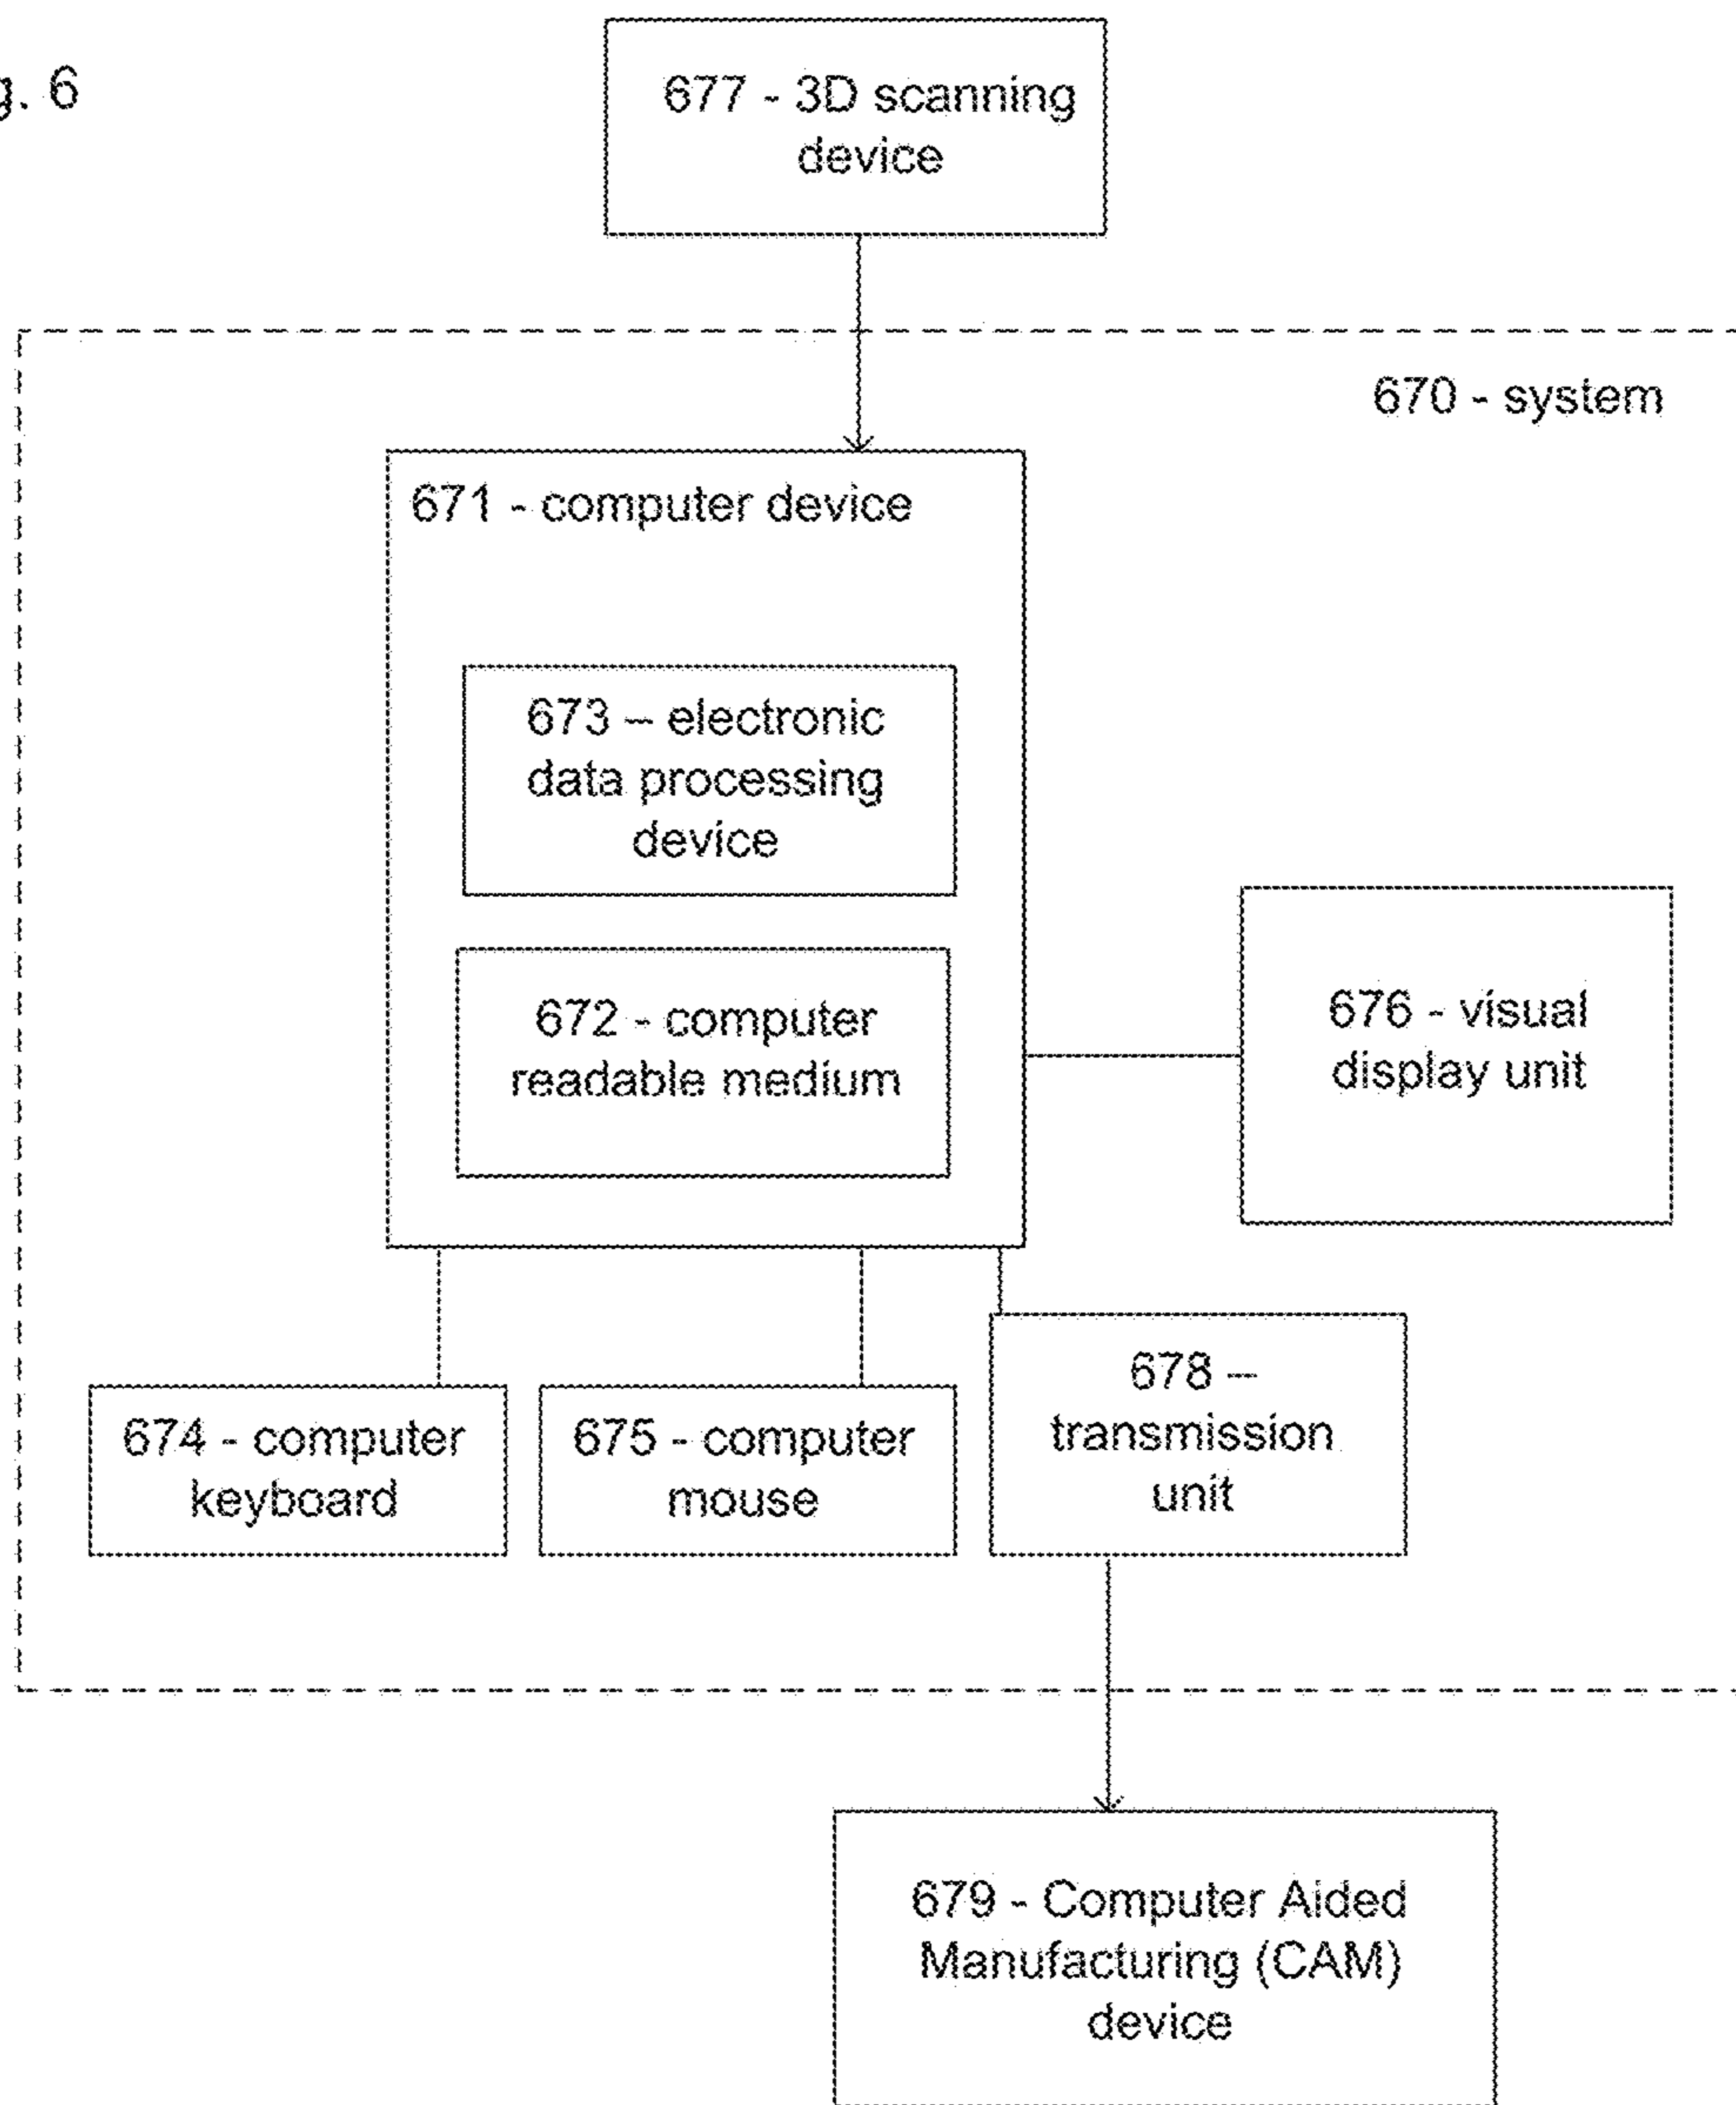 g. 6
677 - 3D scanning
device
670 - system
671 - computer device
673 – electronic
data processing
device
672 - computer
readable medium
676 - visual
display unit
674 - computer
keyboard
675 - computer
mouse
678 –
transmission
unit
679 - Computer Aided
Manufacturing (CAM)
device